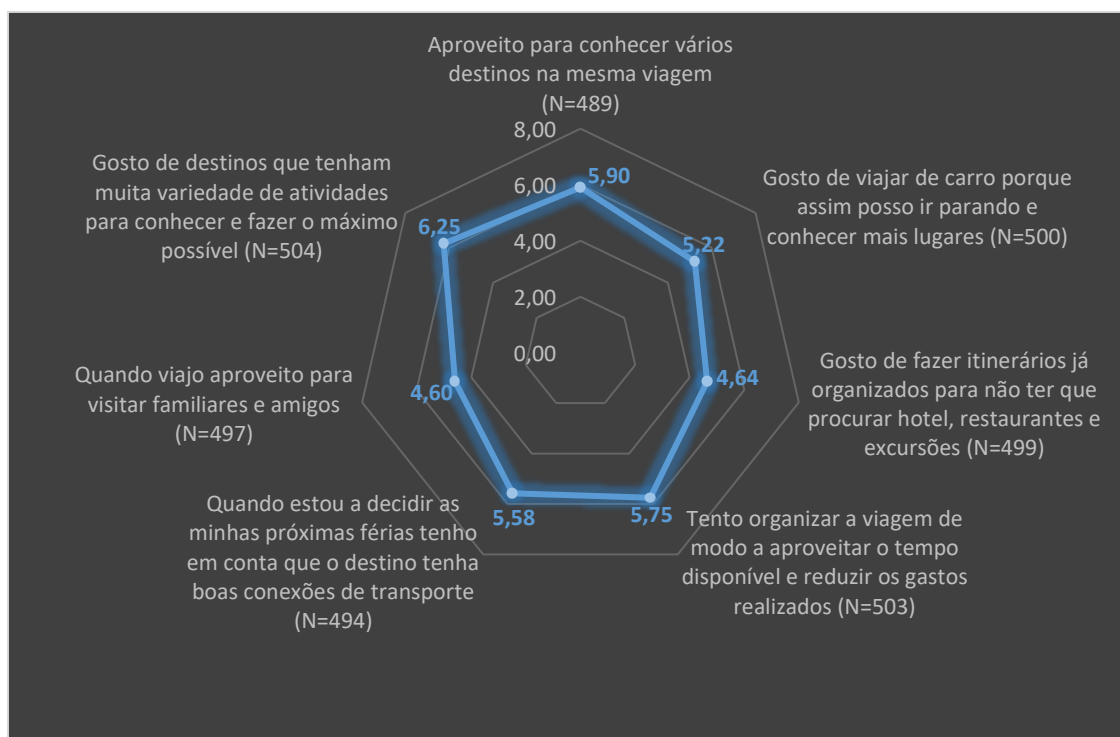 Aproveito para conhecer vários
destinos na mesma viagem
(N=489)
8,00
6,00
4,00
2,00
0,00
5,90
Gosto de viajar de carro porque
assim posso ir parando e
conhecer mais lugares (N=500)
5,22
Gosto de fazer itinerários já
organizados para não ter que
procurar hotel, restaurantes e
excursões (N=499)
4,64
Tento organizar a viagem de
modo a aproveitar o tempo
disponível e reduzir os gastos
realizados (N=503)
5,75
Quando estou a decidir as
minhas próximas férias tenho
em conta que o destino tenha
boas conexões de transporte
(N=494)
5,58
Quando viajo aproveito para
visitar familiares e amigos
(N=497)
4,60
Gosto de destinos que tenham
muita variedade de atividades
para conhecer e fazer o máximo
possível (N=504)
6,25